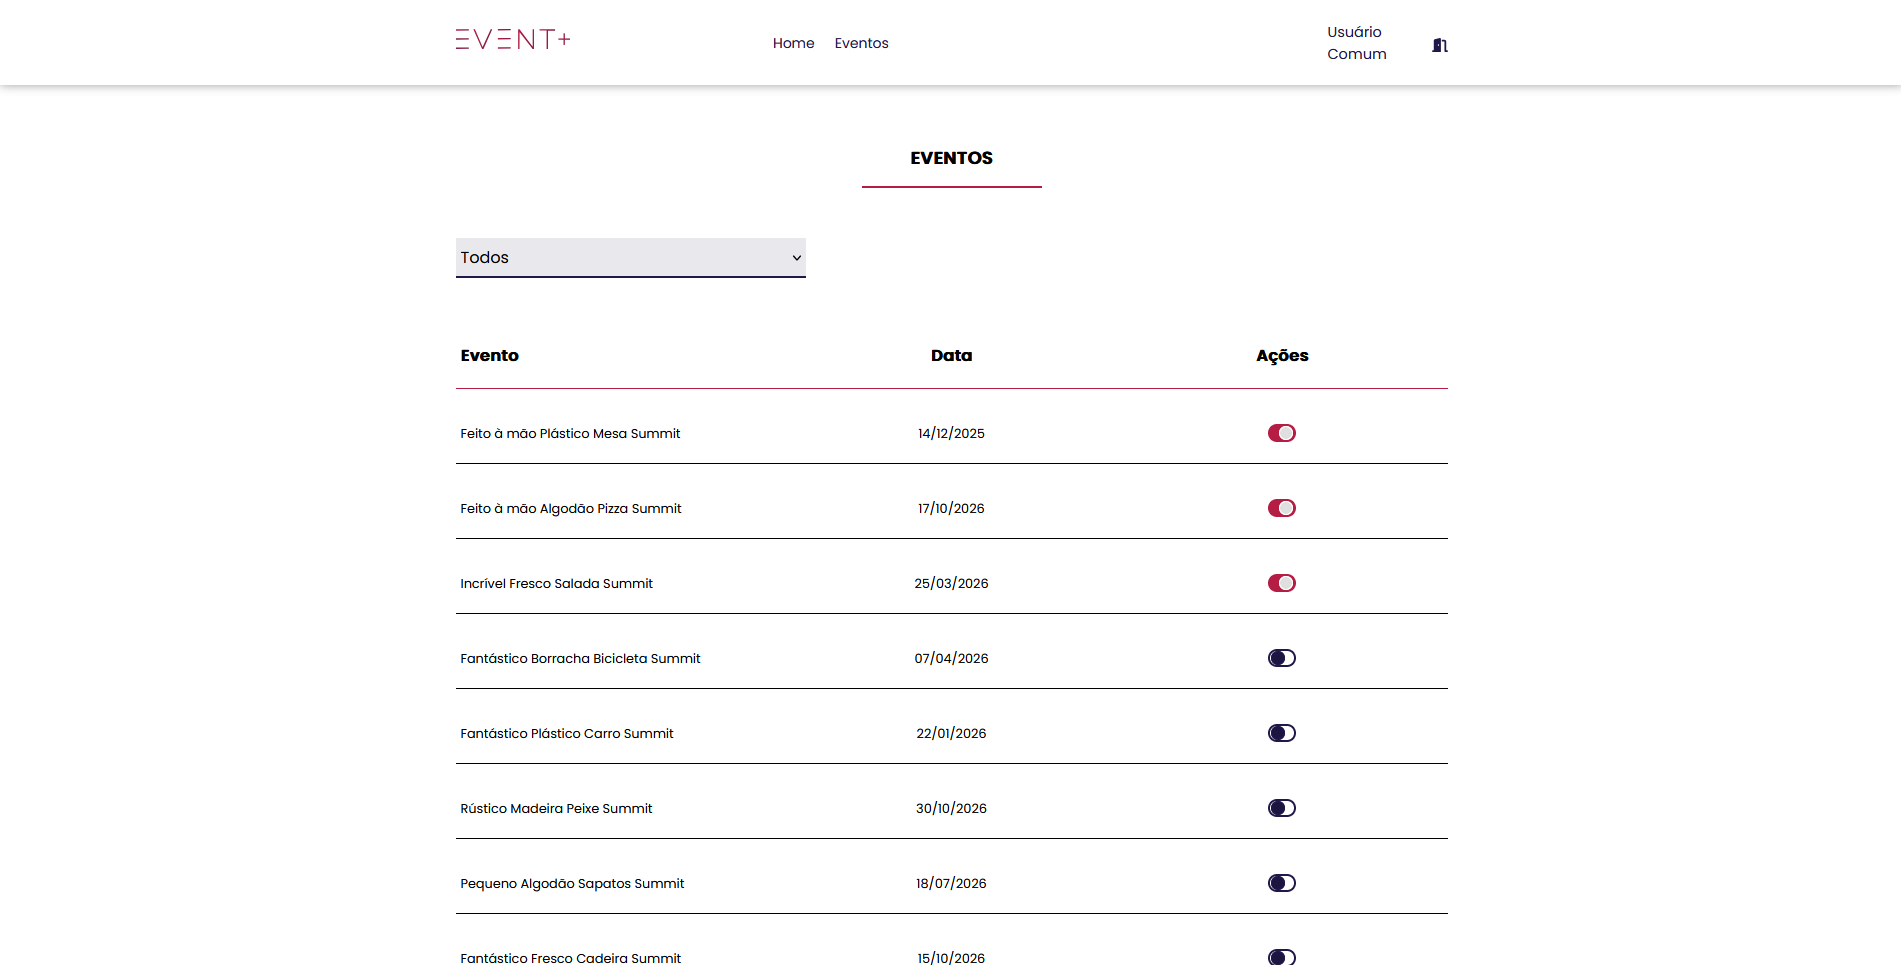 EVENT+
Home Eventos
Usuário
Comum
EVENTOS
Todos
Evento Data Ações
Feito à mão Plástico Mesa Summit 14/12/2025
Feito à mão Algodão Pizza Summit 17/10/2026
Incrível Fresco Salada Summit 25/03/2026
Fantástico Borracha Bicicleta Summit 07/04/2026
Fantástico Plástico Carro Summit 22/01/2026
Rústico Madeira Peixe Summit 30/10/2026
Pequeno Algodão Sapatos Summit 18/07/2026
Fantástico Fresco Cadeira Summit 15/10/2026